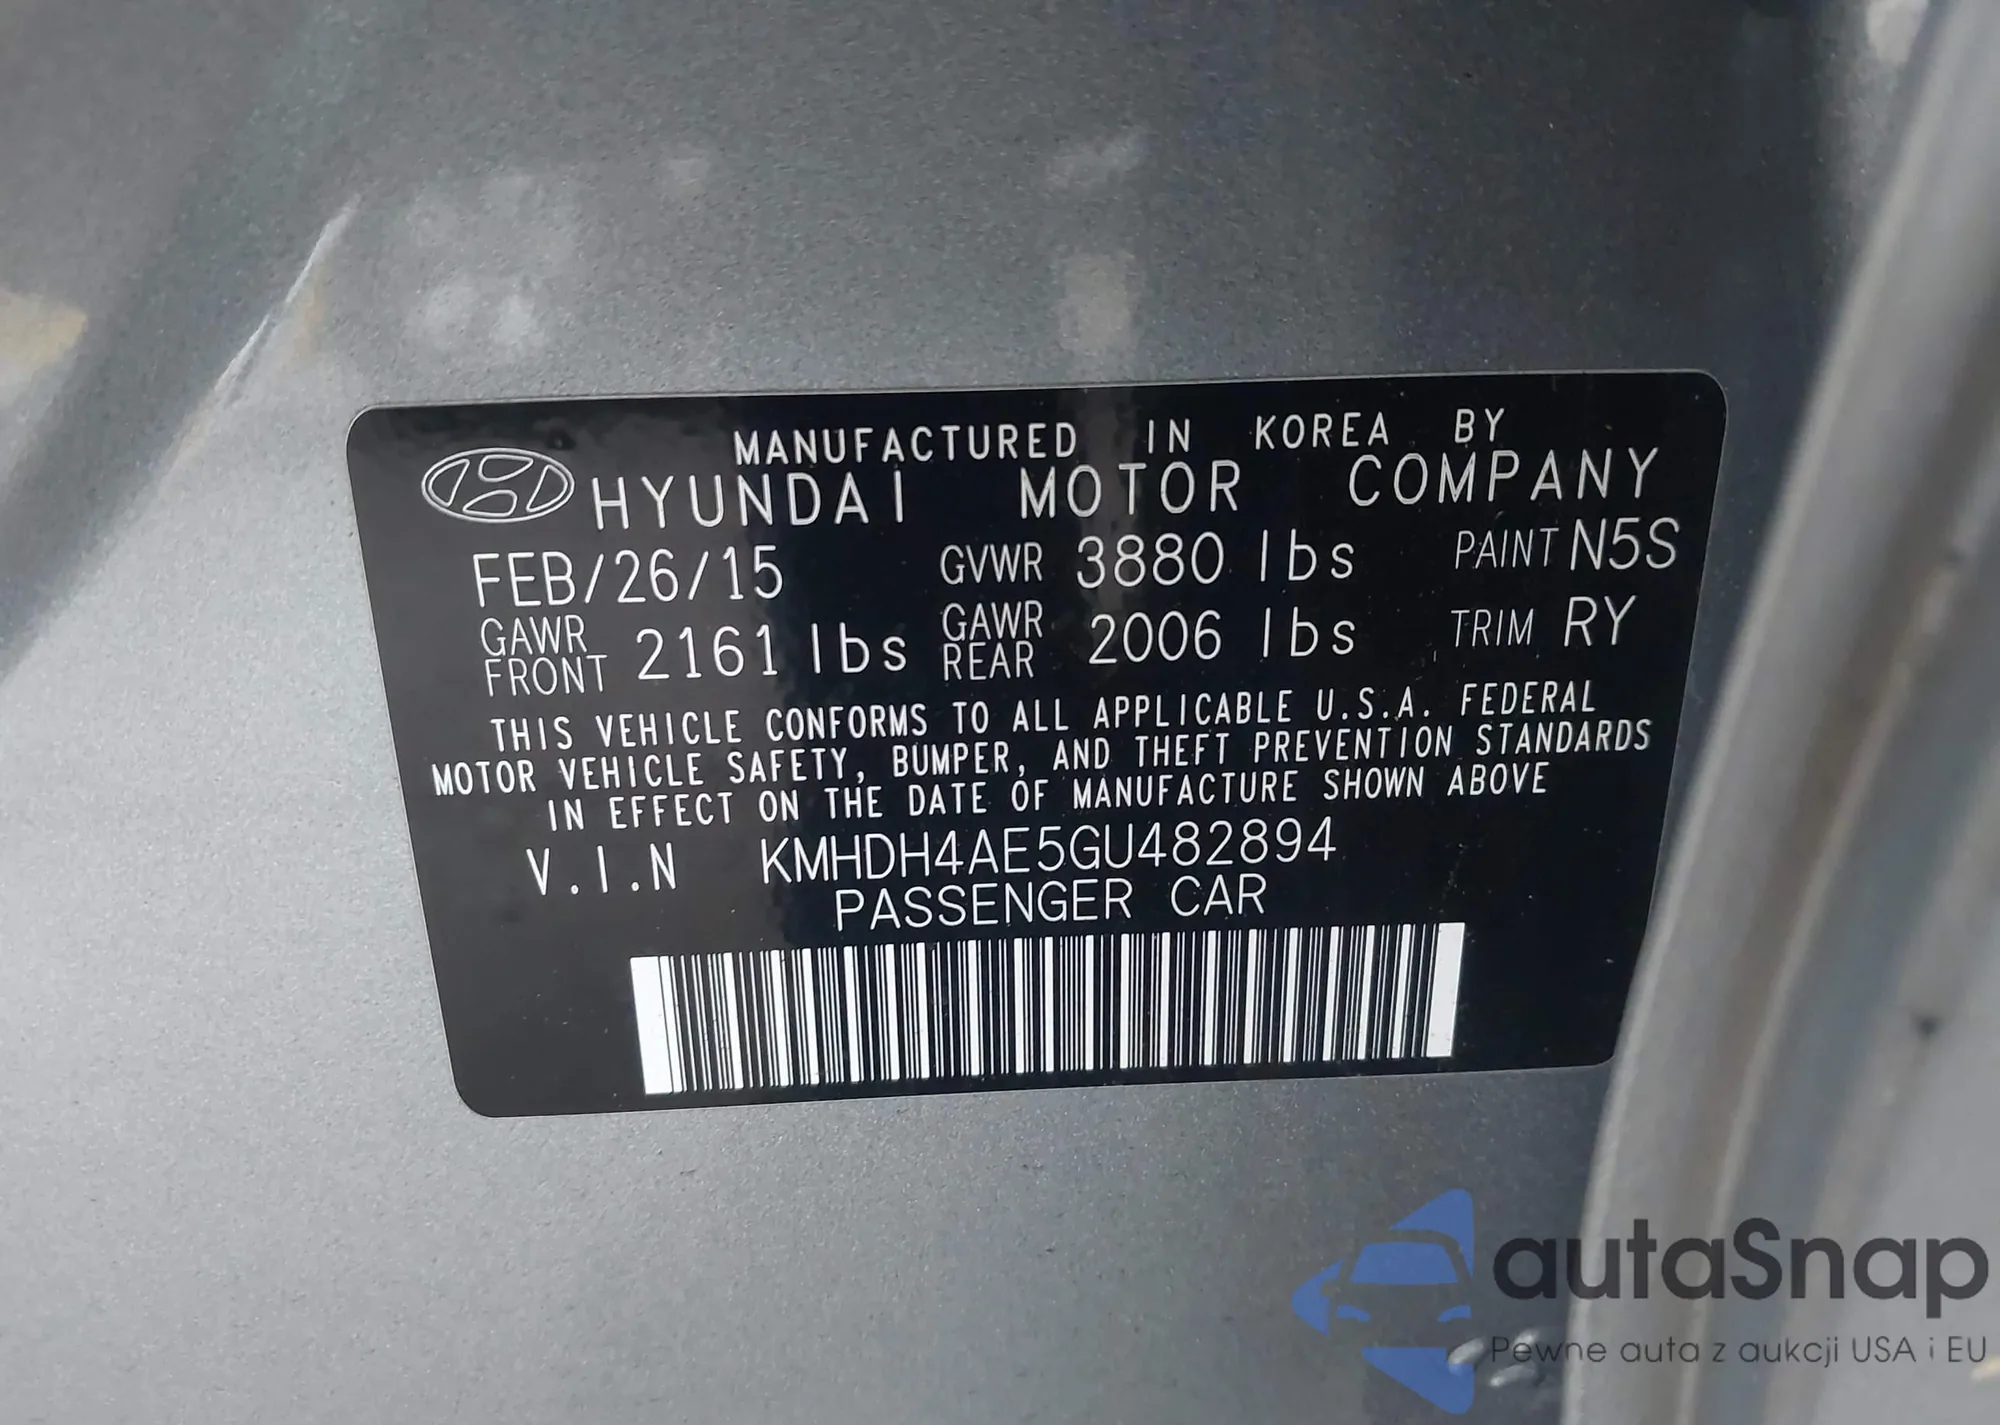 MANUFACTURED IN KOREA BY
HYUNDAI MOTOR COMPANY
FEB/26/15 GVWR 3880 lbs PAINT N5S
GAWR FRONT 2161 lbs GAWR REAR 2006 lbs TRIM RY
THIS VEHICLE CONFORMS TO ALL APPLICABLE U.S.A. FEDERAL
MOTOR VEHICLE SAFETY, BUMPER, AND THEFT PREVENTION STANDARDS
IN EFFECT ON THE DATE OF MANUFACTURE SHOWN ABOVE
V.I.N KMHDH4AE5GU482894
PASSENGER CAR
autaSnap
Pewne auta z aukcji USA i EU